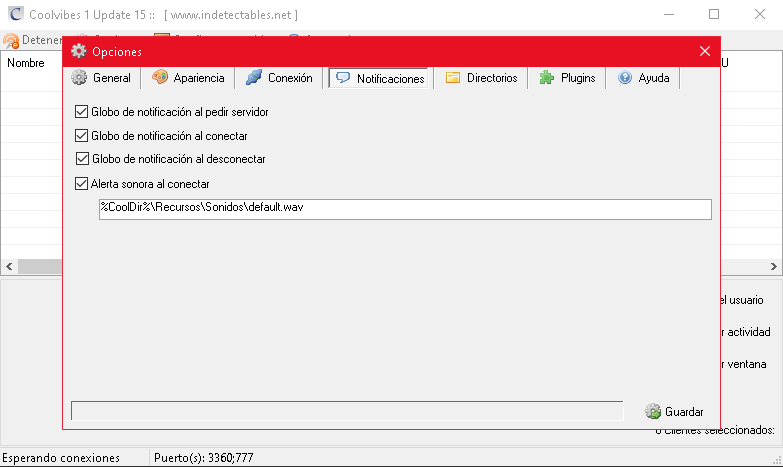 Coolvibes 1 Update 15 :: [ www.indetectables.net ]
Detener
Opciones
Nombre
U
General Apariencia Conexión Notificaciones Directorios Plugins Ayuda
Globo de notificación al pedir servidor
Globo de notificación al conectar
Globo de notificación al desconectar
Alerta sonora al conectar
%CoolDir%\Recursos\Sonidos\default.wav
el usuario
r actividad
r ventana
Guardar
0 Clientes seleccionados:
Esperando conexiones Puerto(s): 3360;777